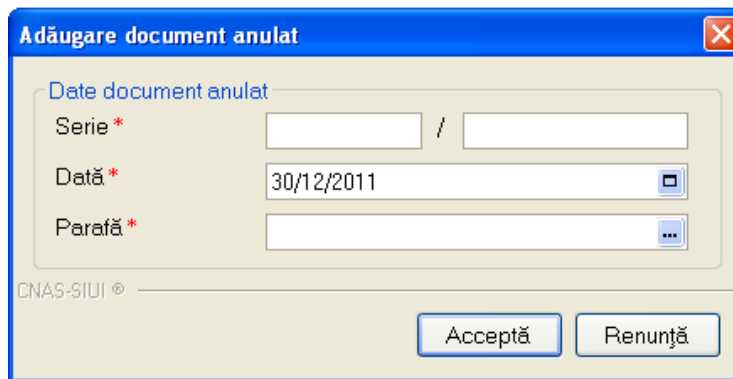 Adăugare document anulat
Date document anulat
Serie * /
Dată * 30/12/2011
Parafă * ...
CNAS-SIUI ®
Acceptă Renunţă